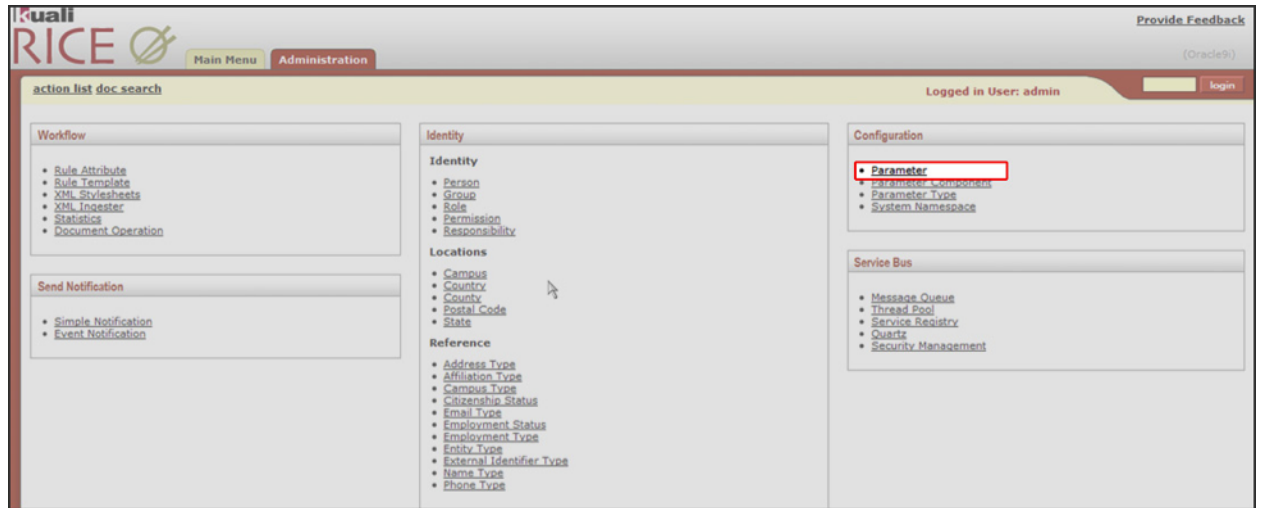 Kuali
RICE
Provide Feedback
Main Menu Administration
(Oracle9i)
action list doc search
Logged in User: admin
login
Workflow
Rule Attribute
Rule Template
XML Stylesheets
XML Ingester
Statistics
Document Operation
Send Notification
Simple Notification
Event Notification
Identity
Identity
Person
Group
Role
Permission
Responsibility
Locations
Campus
Country
County
Postal Code
State
Reference
Address Type
Affiliation Type
Campus Type
Citizenship Status
Email Type
Employment Status
Employment Type
Entity Type
External Identifier Type
Name Type
Phone Type
Configuration
Parameter
Parameter Component
Parameter Type
System Namespace
Service Bus
Message Queue
Thread Pool
Service Registry
Quartz
Security Management